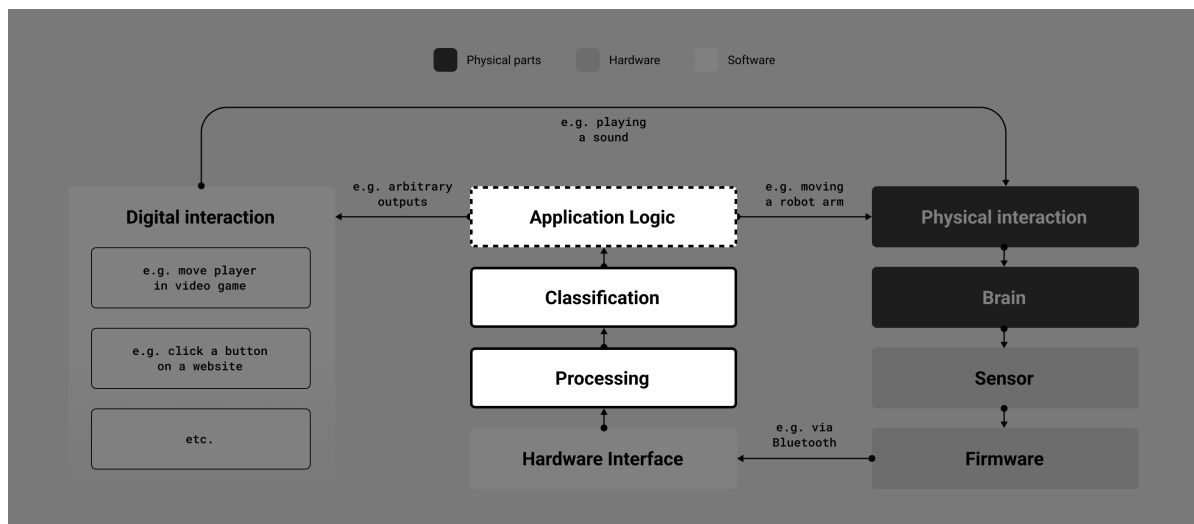 Physical parts
Hardware
Software
e.g. playing
a sound
e.g. arbitrary
outputs
e.g. moving
a robot arm
Digital interaction
Application Logic
Physical interaction
e.g. move player
in video game
Classification
Brain
e.g. click a button
on a website
Processing
Sensor
etc.
e.g. via
Bluetooth
Hardware Interface
Firmware